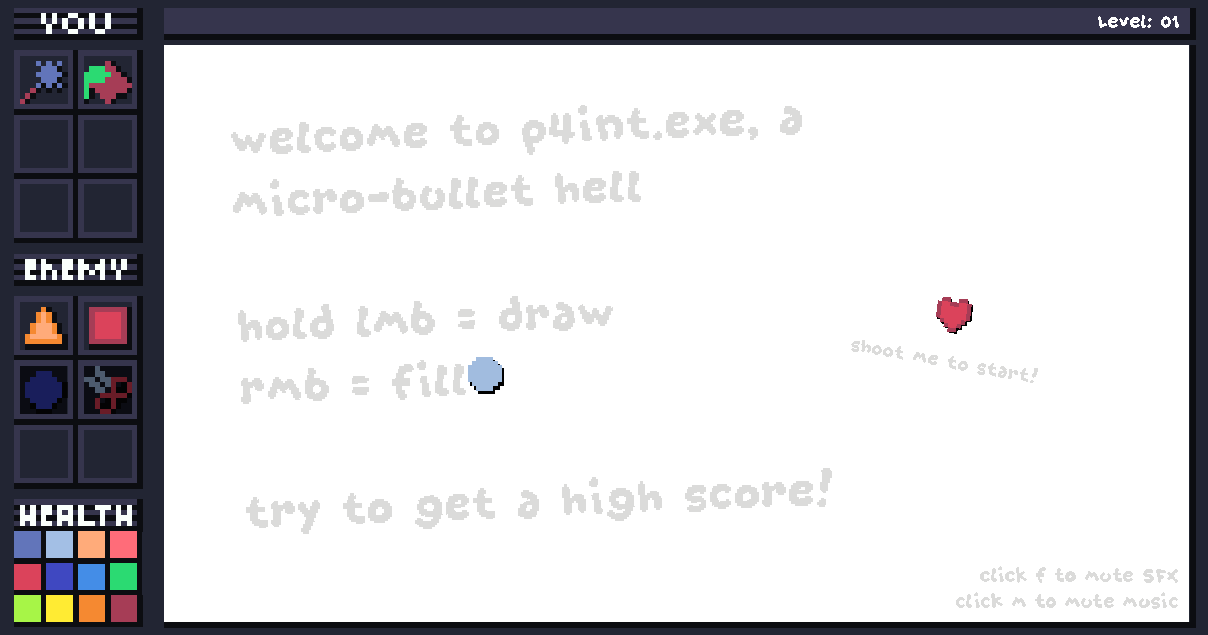 YOU
Level: 01
welcome to p4int.exe, a
micro-bullet hell
hold lmb = draw
rmb = fill
shoot me to start!
try to get a high score!
ENEMY
HEALTH
click f to mute SFX
click m to mute music